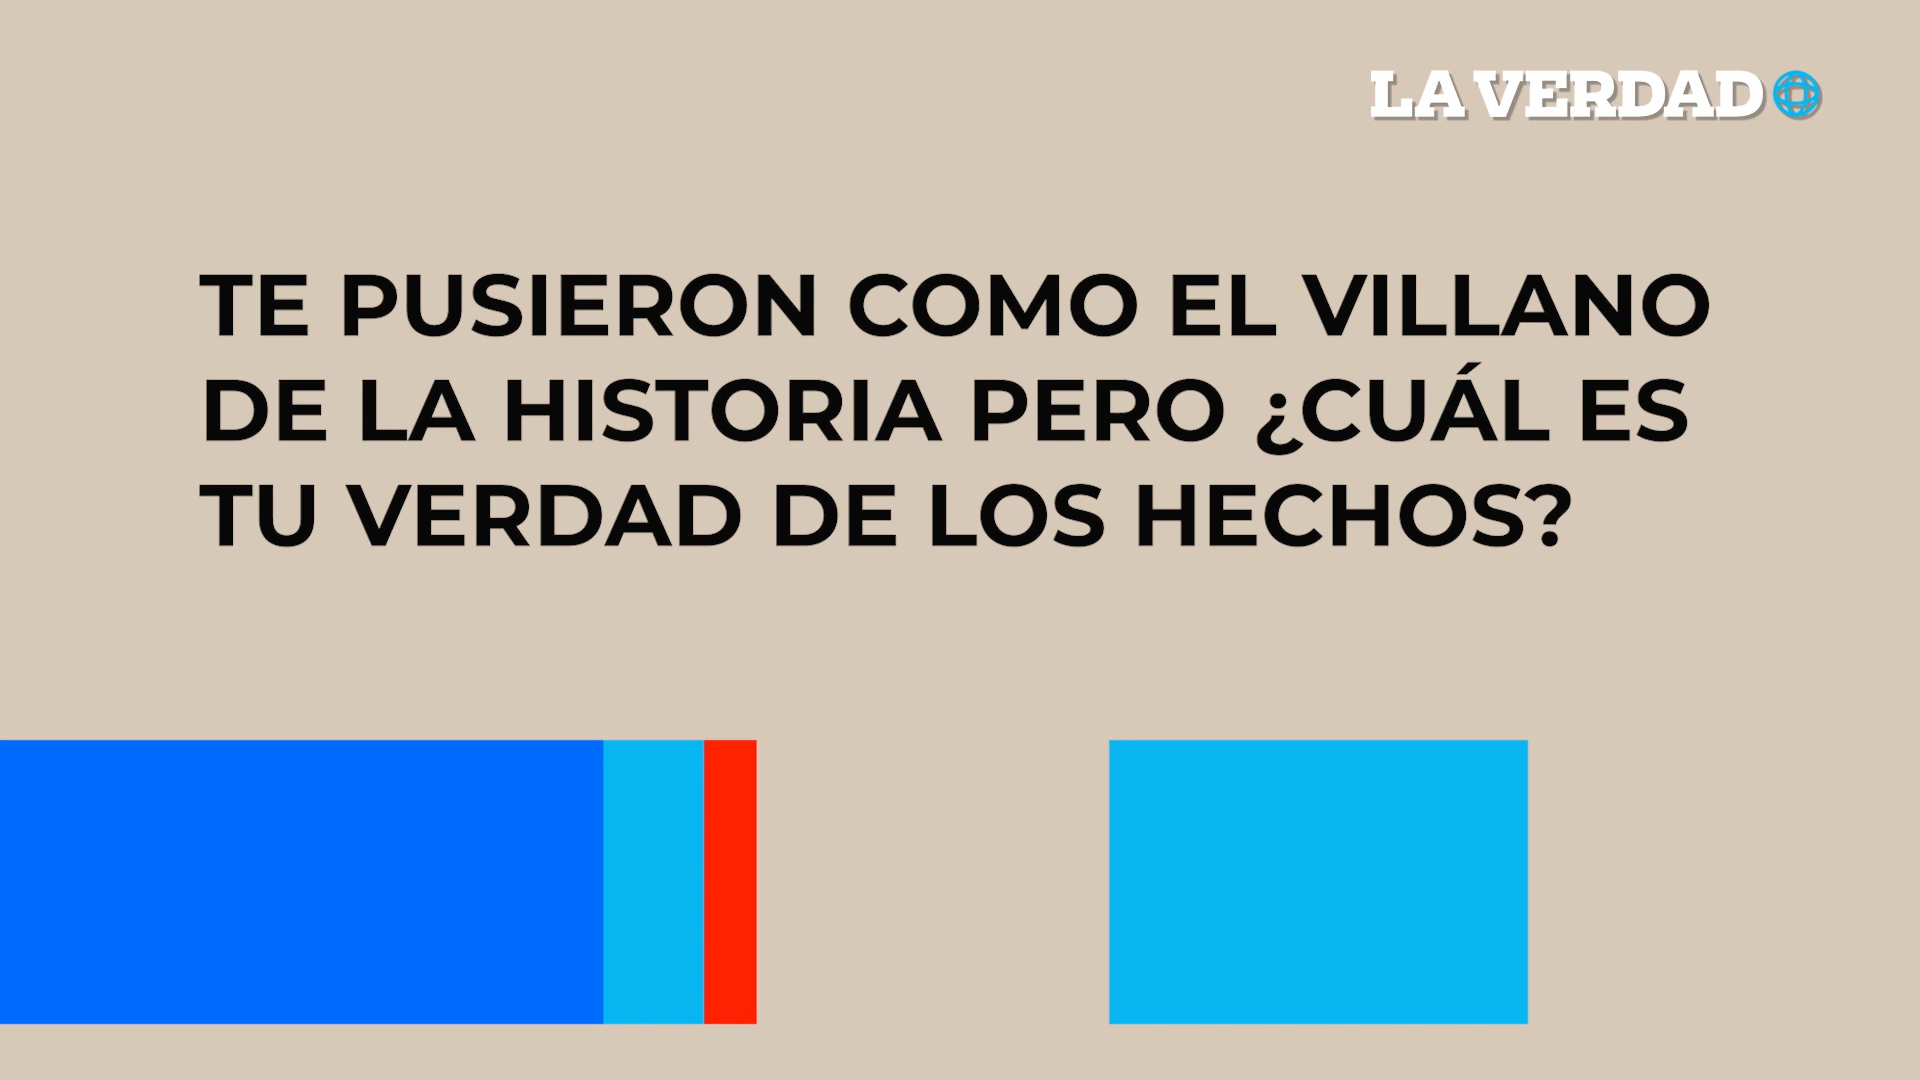 LA VERDAD
TE PUSIERON COMO EL VILLANO
DE LA HISTORIA PERO ¿CUÁL ES
TU VERDAD DE LOS HECHOS?